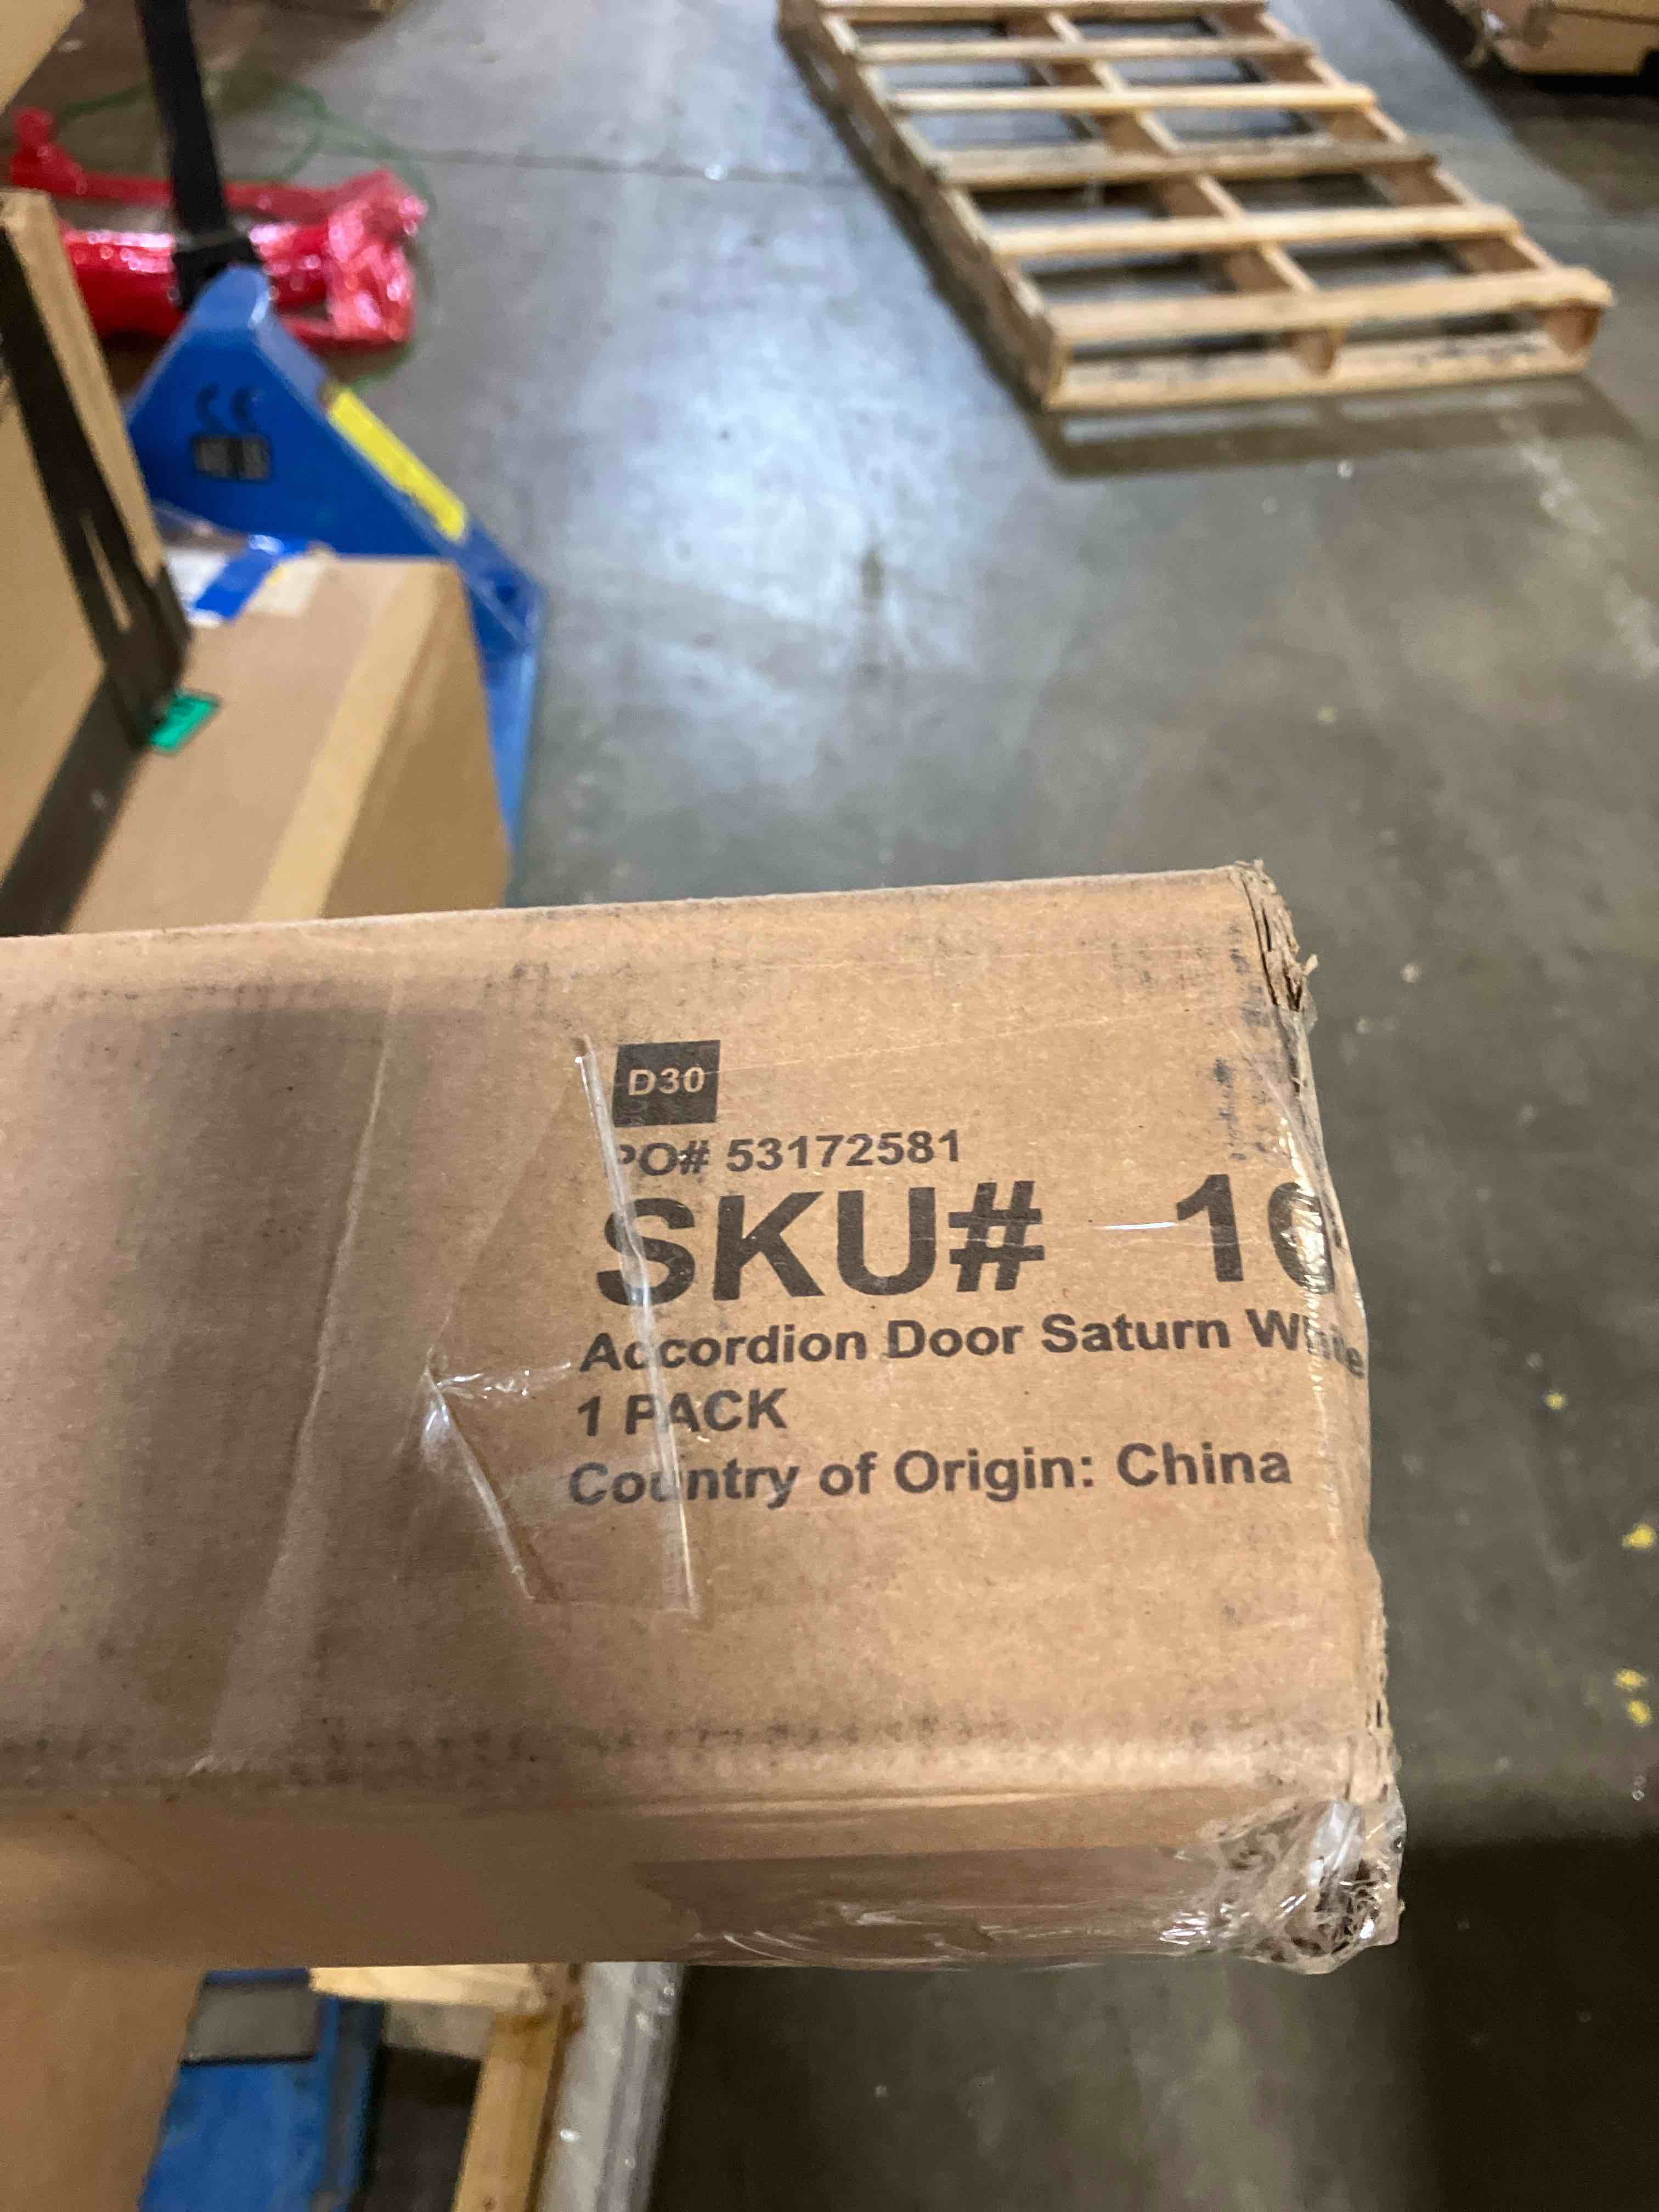 D30
PO# 53172581
SKU# 10
Accordion Door Saturn White
1 PACK
Country of Origin: China